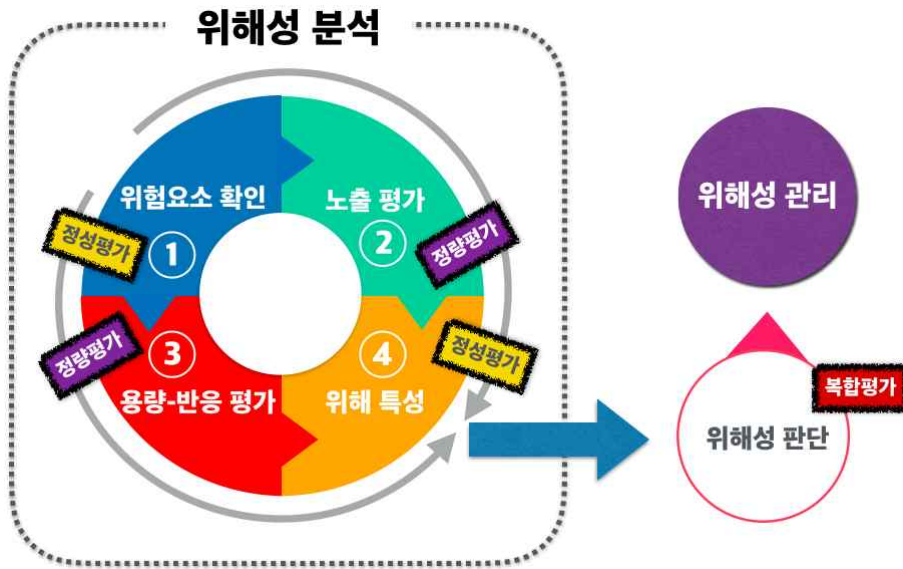 위해성 분석
위험요소 확인
①
정성평가
노출 평가
②
정량평가
정량평가
③
용량-반응 평가
④
위해 특성
정성평가
위해성 관리
복합평가
위해성 판단